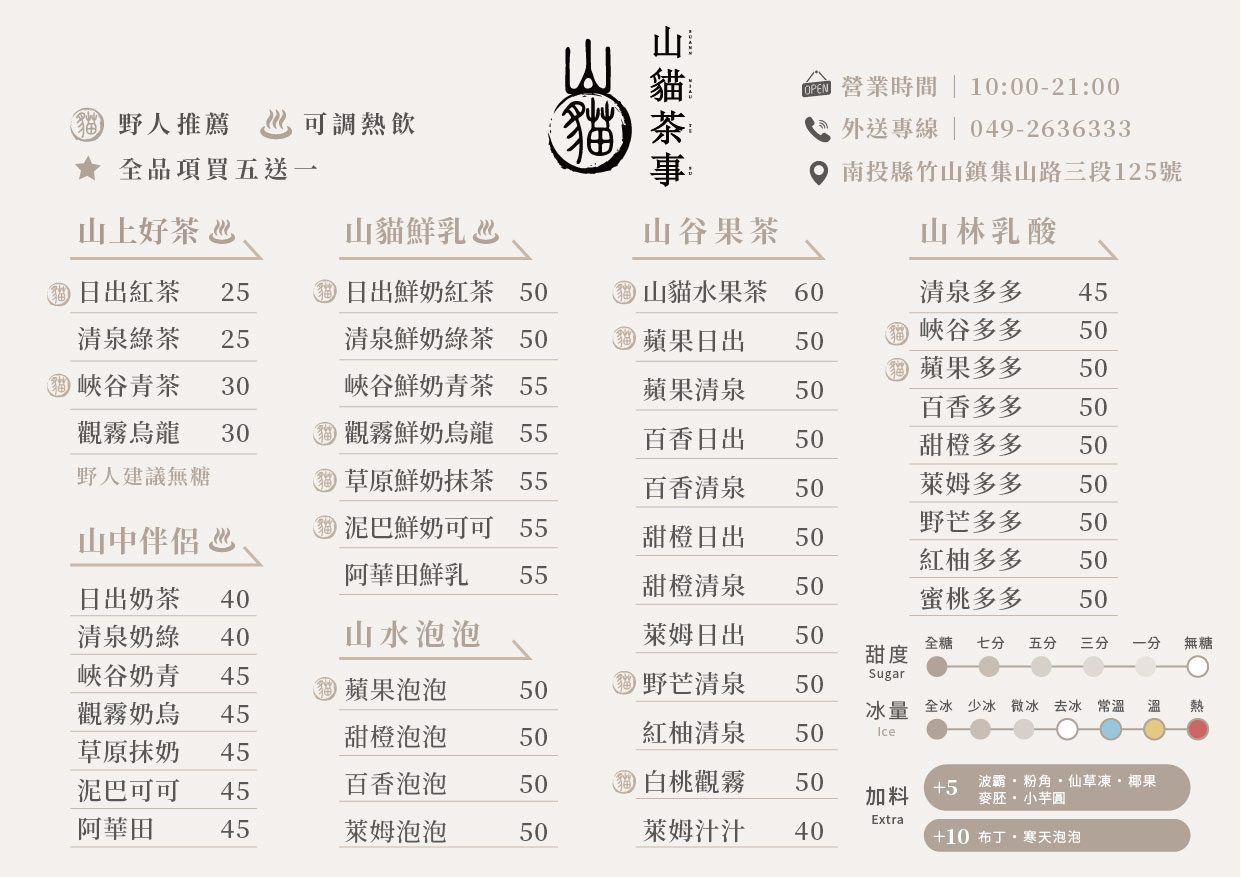 山
貓
山貓茶事
SUANN NIAU TE SU
貓 野人推薦 可調熱飲
全品項買五送一
OPEN 營業時間｜10:00-21:00
外送專線｜049-2636333
南投縣竹山鎮集山路三段125號
山上好茶
貓 日出紅茶 25
清泉綠茶 25
貓 峽谷青茶 30
觀霧烏龍 30
野人建議無糖
山中伴侶
日出奶茶 40
清泉奶綠 40
峽谷奶青 45
觀霧奶烏 45
草原抹奶 45
泥巴可可 45
阿華田 45
山貓鮮乳
貓 日出鮮奶紅茶 50
清泉鮮奶綠茶 50
峽谷鮮奶青茶 55
貓 觀霧鮮奶烏龍 55
貓 草原鮮奶抹茶 55
貓 泥巴鮮奶可可 55
阿華田鮮乳 55
山水泡泡
貓 蘋果泡泡 50
甜橙泡泡 50
百香泡泡 50
萊姆泡泡 50
山谷果茶
貓 山貓水果茶 60
貓 蘋果日出 50
蘋果清泉 50
百香日出 50
百香清泉 50
甜橙日出 50
甜橙清泉 50
萊姆日出 50
貓 野芒清泉 50
紅柚清泉 50
貓 白桃觀霧 50
萊姆汁汁 40
山林乳酸
清泉多多 45
貓 峽谷多多 50
貓 蘋果多多 50
百香多多 50
甜橙多多 50
萊姆多多 50
野芒多多 50
紅柚多多 50
蜜桃多多 50
甜度 全糖 七分 五分 三分 一分 無糖
Sugar
冰量 全冰 少冰 微冰 去冰 常溫 溫 熱
Ice
加料
Extra
+5 波霸・粉角・仙草凍・椰果
麥胚・小芋圓
+10 布丁・寒天泡泡